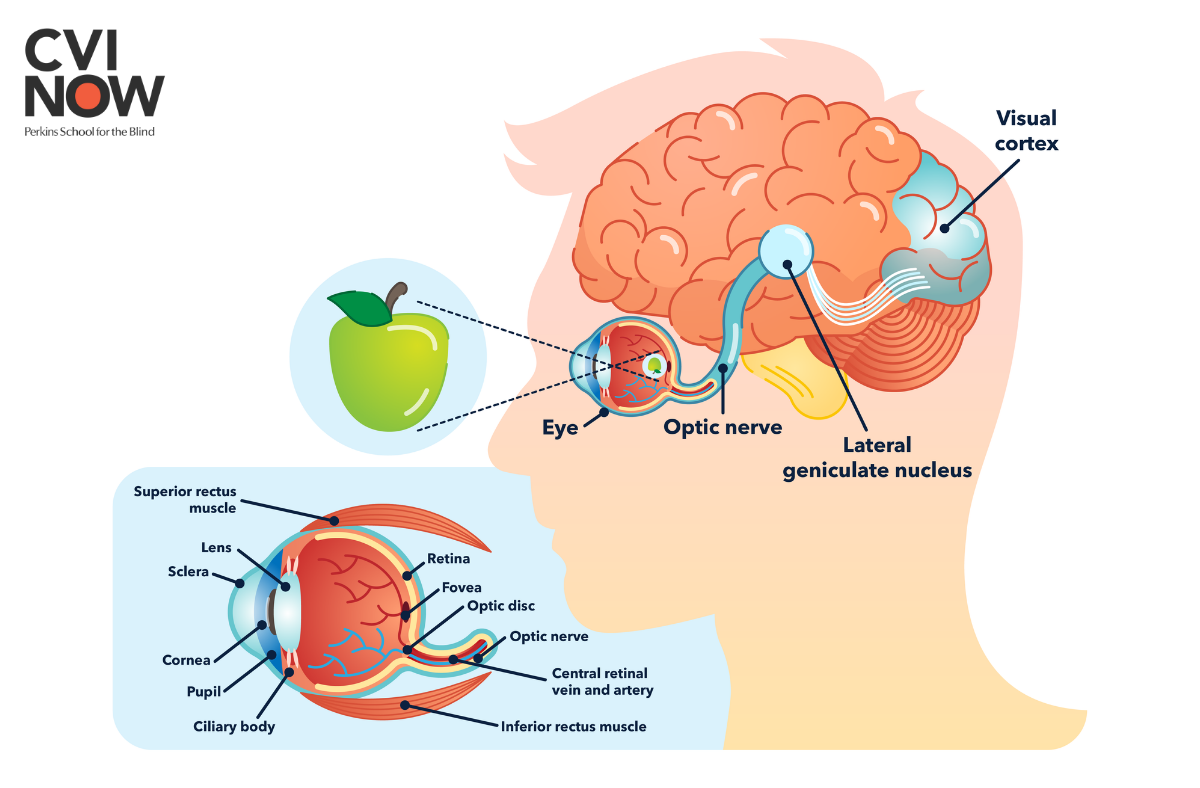 CVI
NOW
Perkins School for the Blind
Visual
cortex
Eye
Optic nerve
Lateral
geniculate nucleus
Superior rectus
muscle
Lens
Sclera
Cornea
Pupil
Ciliary body
Retina
Fovea
Optic disc
Optic nerve
Central retinal
vein and artery
Inferior rectus muscle